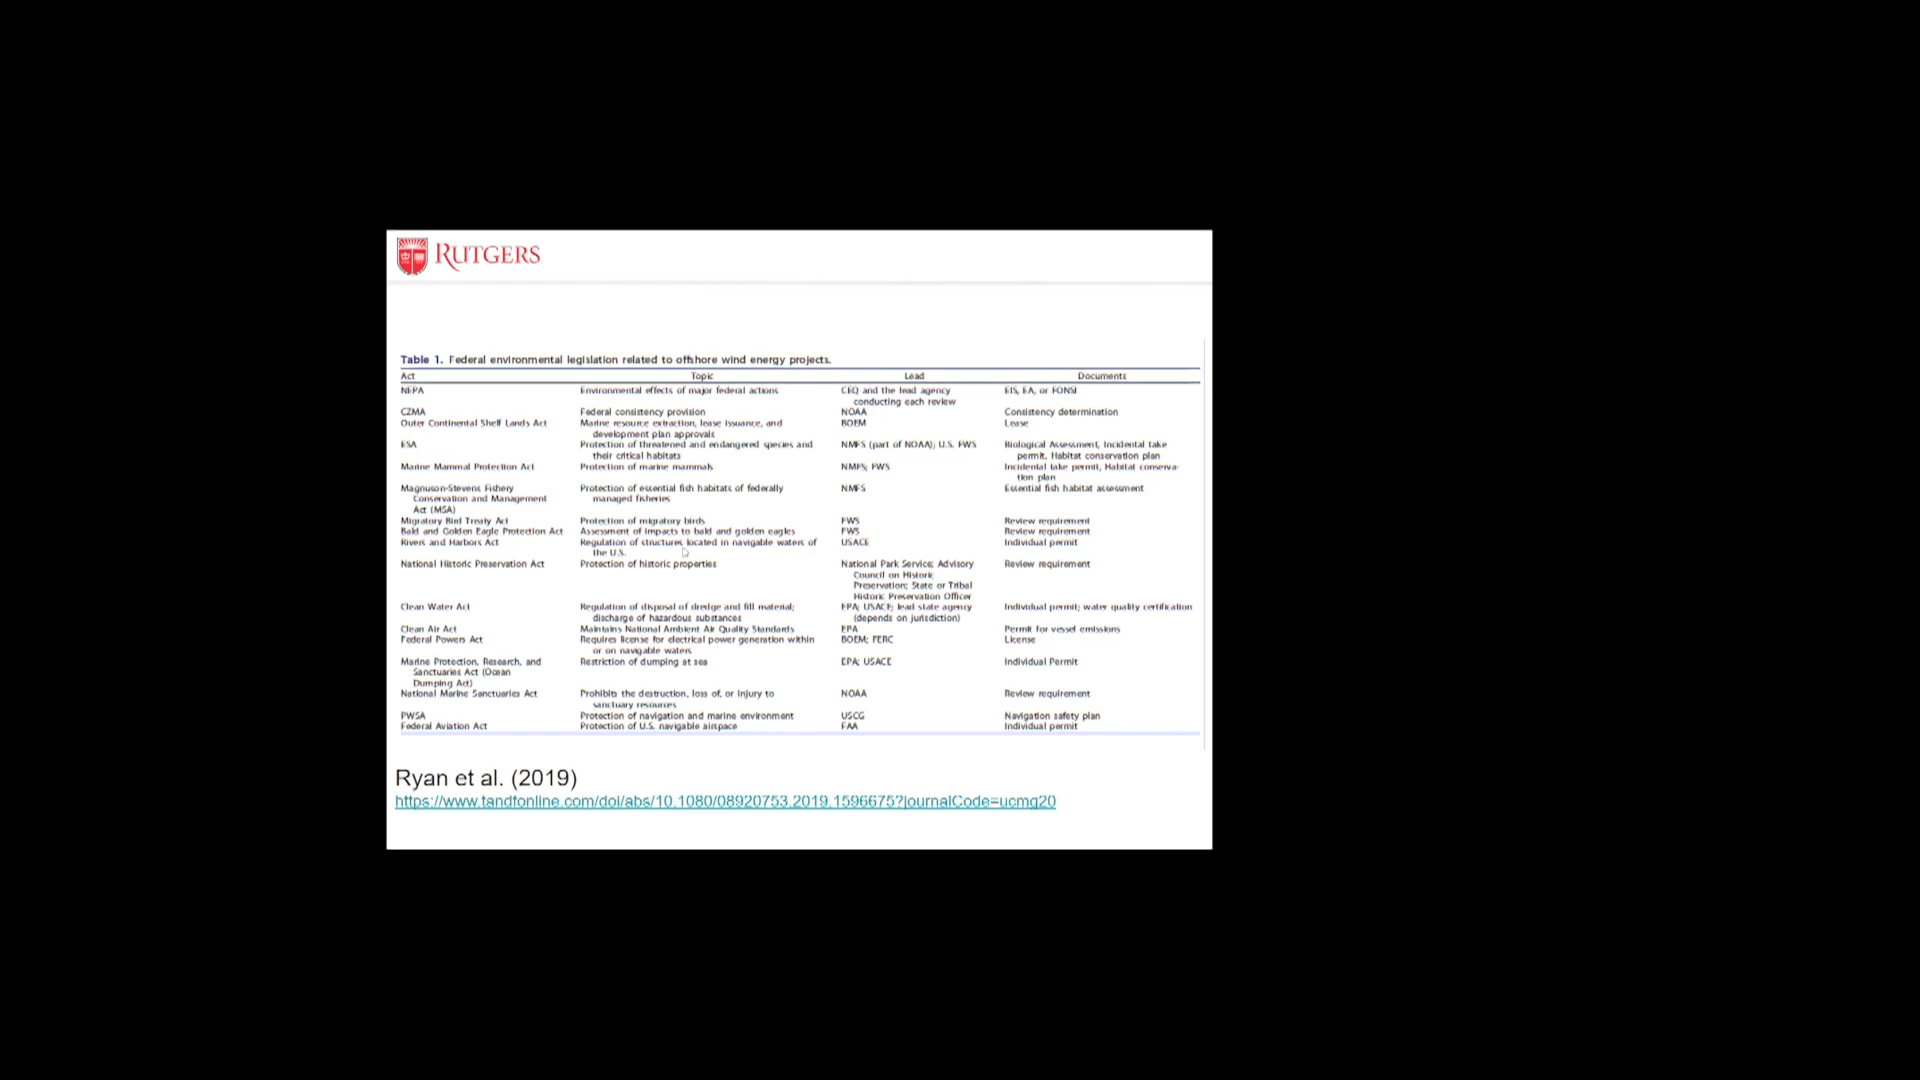 RUTGERS
Table 1. Federal environmental legislation related to offshore wind energy projects.
Act Topic Lead Documents
NEPA Environmental effects of major federal actions CEQ and the lead agency EIS, EA, or FONSI
conducting each review
CZMA Federal consistency provision NOAA Consistency determination
Outer Continental Shelf Lands Act Marine resource extraction, lease issuance, and BOEM Lease
development plan approvals
ESA Protection of threatened and endangered species and NMFS (part of NOAA); U.S. FWS Biological Assessment, Incidental take
their critical habitats permit, Habitat conservation plan
Marine Mammal Protection Act Protection of marine mammals NMFS; FWS Incidental take permit, Habitat conserva-
tion plan
Magnuson-Stevens Fishery Protection of essential fish habitats of federally NMFS Essential fish habitat assessment
Conservation and Management managed fisheries
Act (MSA)
Migratory Bird Treaty Act Protection of migratory birds FWS Review requirement
Bald and Golden Eagle Protection Act Assessment of impacts to bald and golden eagles FWS Review requirement
Rivers and Harbors Act Regulation of structures located in navigable waters of USACE Individual permit
the U.S.
National Historic Preservation Act Protection of historic properties National Park Service; Advisory Review requirement
Council on Historic
Preservation; State or Tribal
Historic Preservation Officer
Clean Water Act Regulation of disposal of dredge and fill material; EPA; USACE; lead state agency Individual permit; water quality certification
discharge of hazardous substances (depends on jurisdiction)
Clean Air Act Maintains National Ambient Air Quality Standards EPA Permit for vessel emissions
Federal Powers Act Requires license for electrical power generation within BOEM; FERC License
or on navigable waters
Marine Protection, Research, and Restriction of dumping at sea EPA; USACE Individual Permit
Sanctuaries Act (Ocean
Dumping Act)
National Marine Sanctuaries Act Prohibits the destruction, loss of, or injury to NOAA Review requirement
sanctuary resources
PWSA Protection of navigation and marine environment USCG Navigation safety plan
Federal Aviation Act Protection of U.S. navigable airspace FAA Individual permit
Ryan et al. (2019)
https://www.tandfonline.com/doi/abs/10.1080/08920753.2019.1596675?journalCode=ucmg20